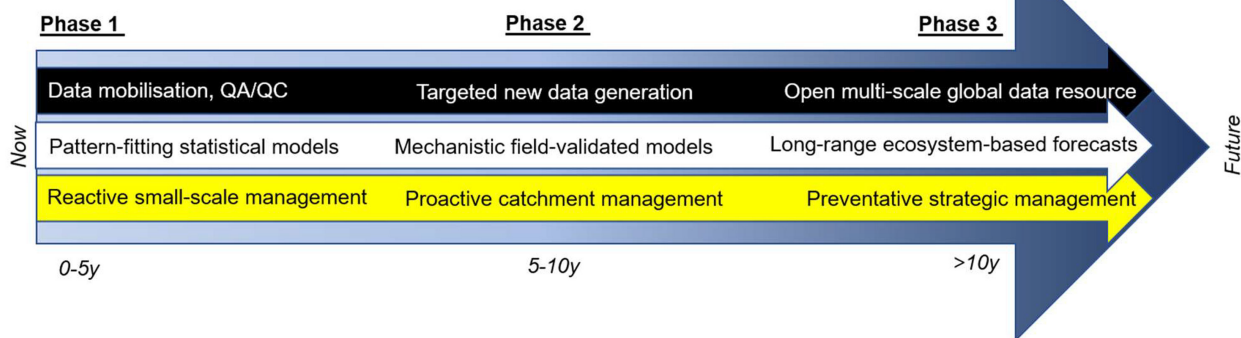 Phase 1 Phase 2 Phase 3
Data mobilisation, QA/QC Targeted new data generation Open multi-scale global data resource
Now
Pattern-fitting statistical models Mechanistic field-validated models Long-range ecosystem-based forecasts
Future
Reactive small-scale management Proactive catchment management Preventative strategic management
0-5y 5-10y >10y